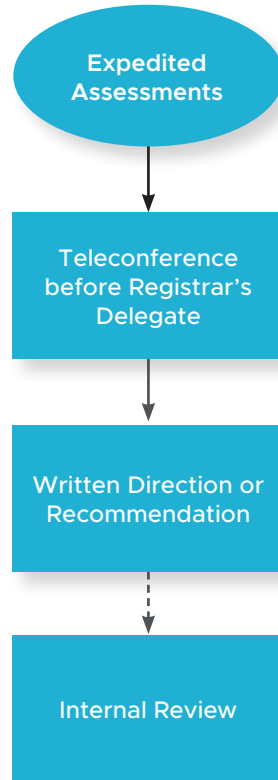 Expedited
Assessments
Teleconference
before Registrar’s
Delegate
Written Direction or
Recommendation
Internal Review